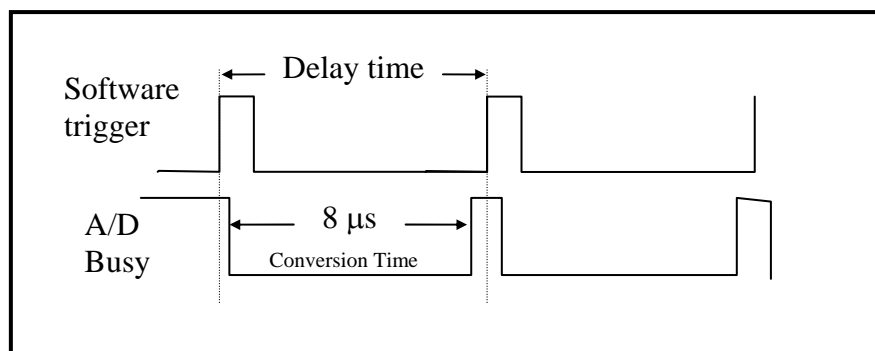 Delay time
Software
trigger
8 μs
A/D
Busy
Conversion Time